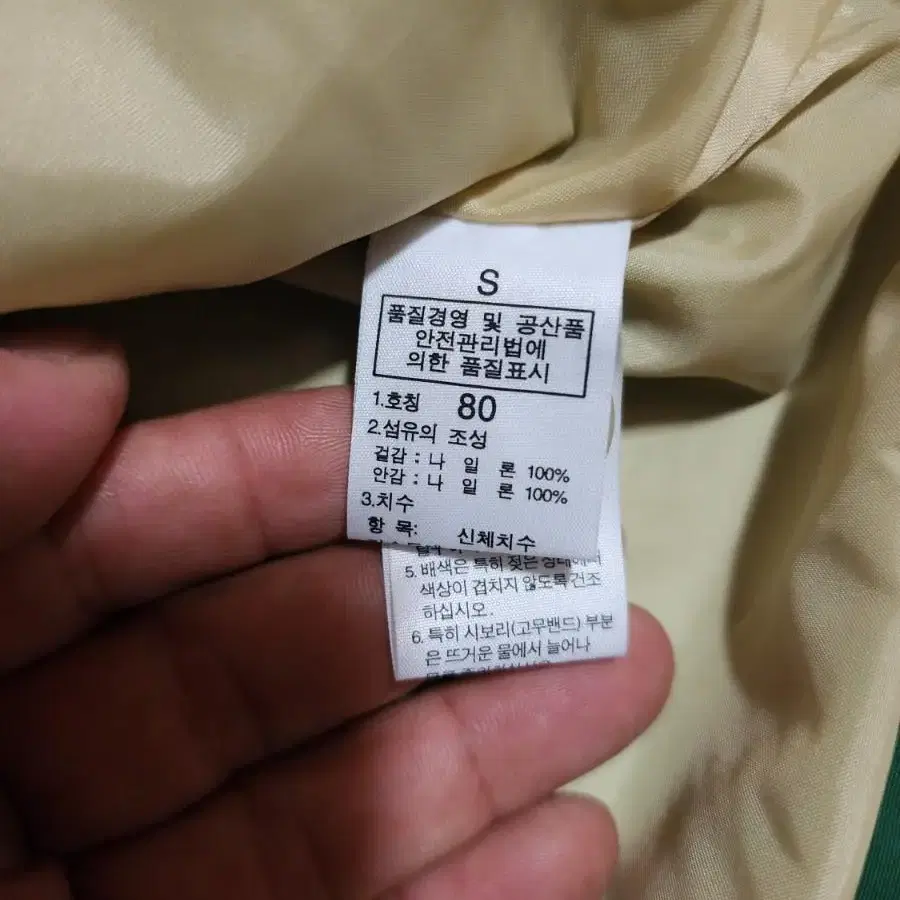 S
품질경영 및 공산품
안전관리법에
의한 품질표시
1.호칭 80
2.섬유의 조성
겉감 : 나 일 론 100%
안감 : 나 일 론 100%
3.치수
항 목: 신체치수
5. 배색은 특히 젖은 상태에서
색상이 겹치지 않도록 건조
하십시오.
6. 특히 시보리(고무밴드) 부분
은 뜨거운 물에서 늘어나